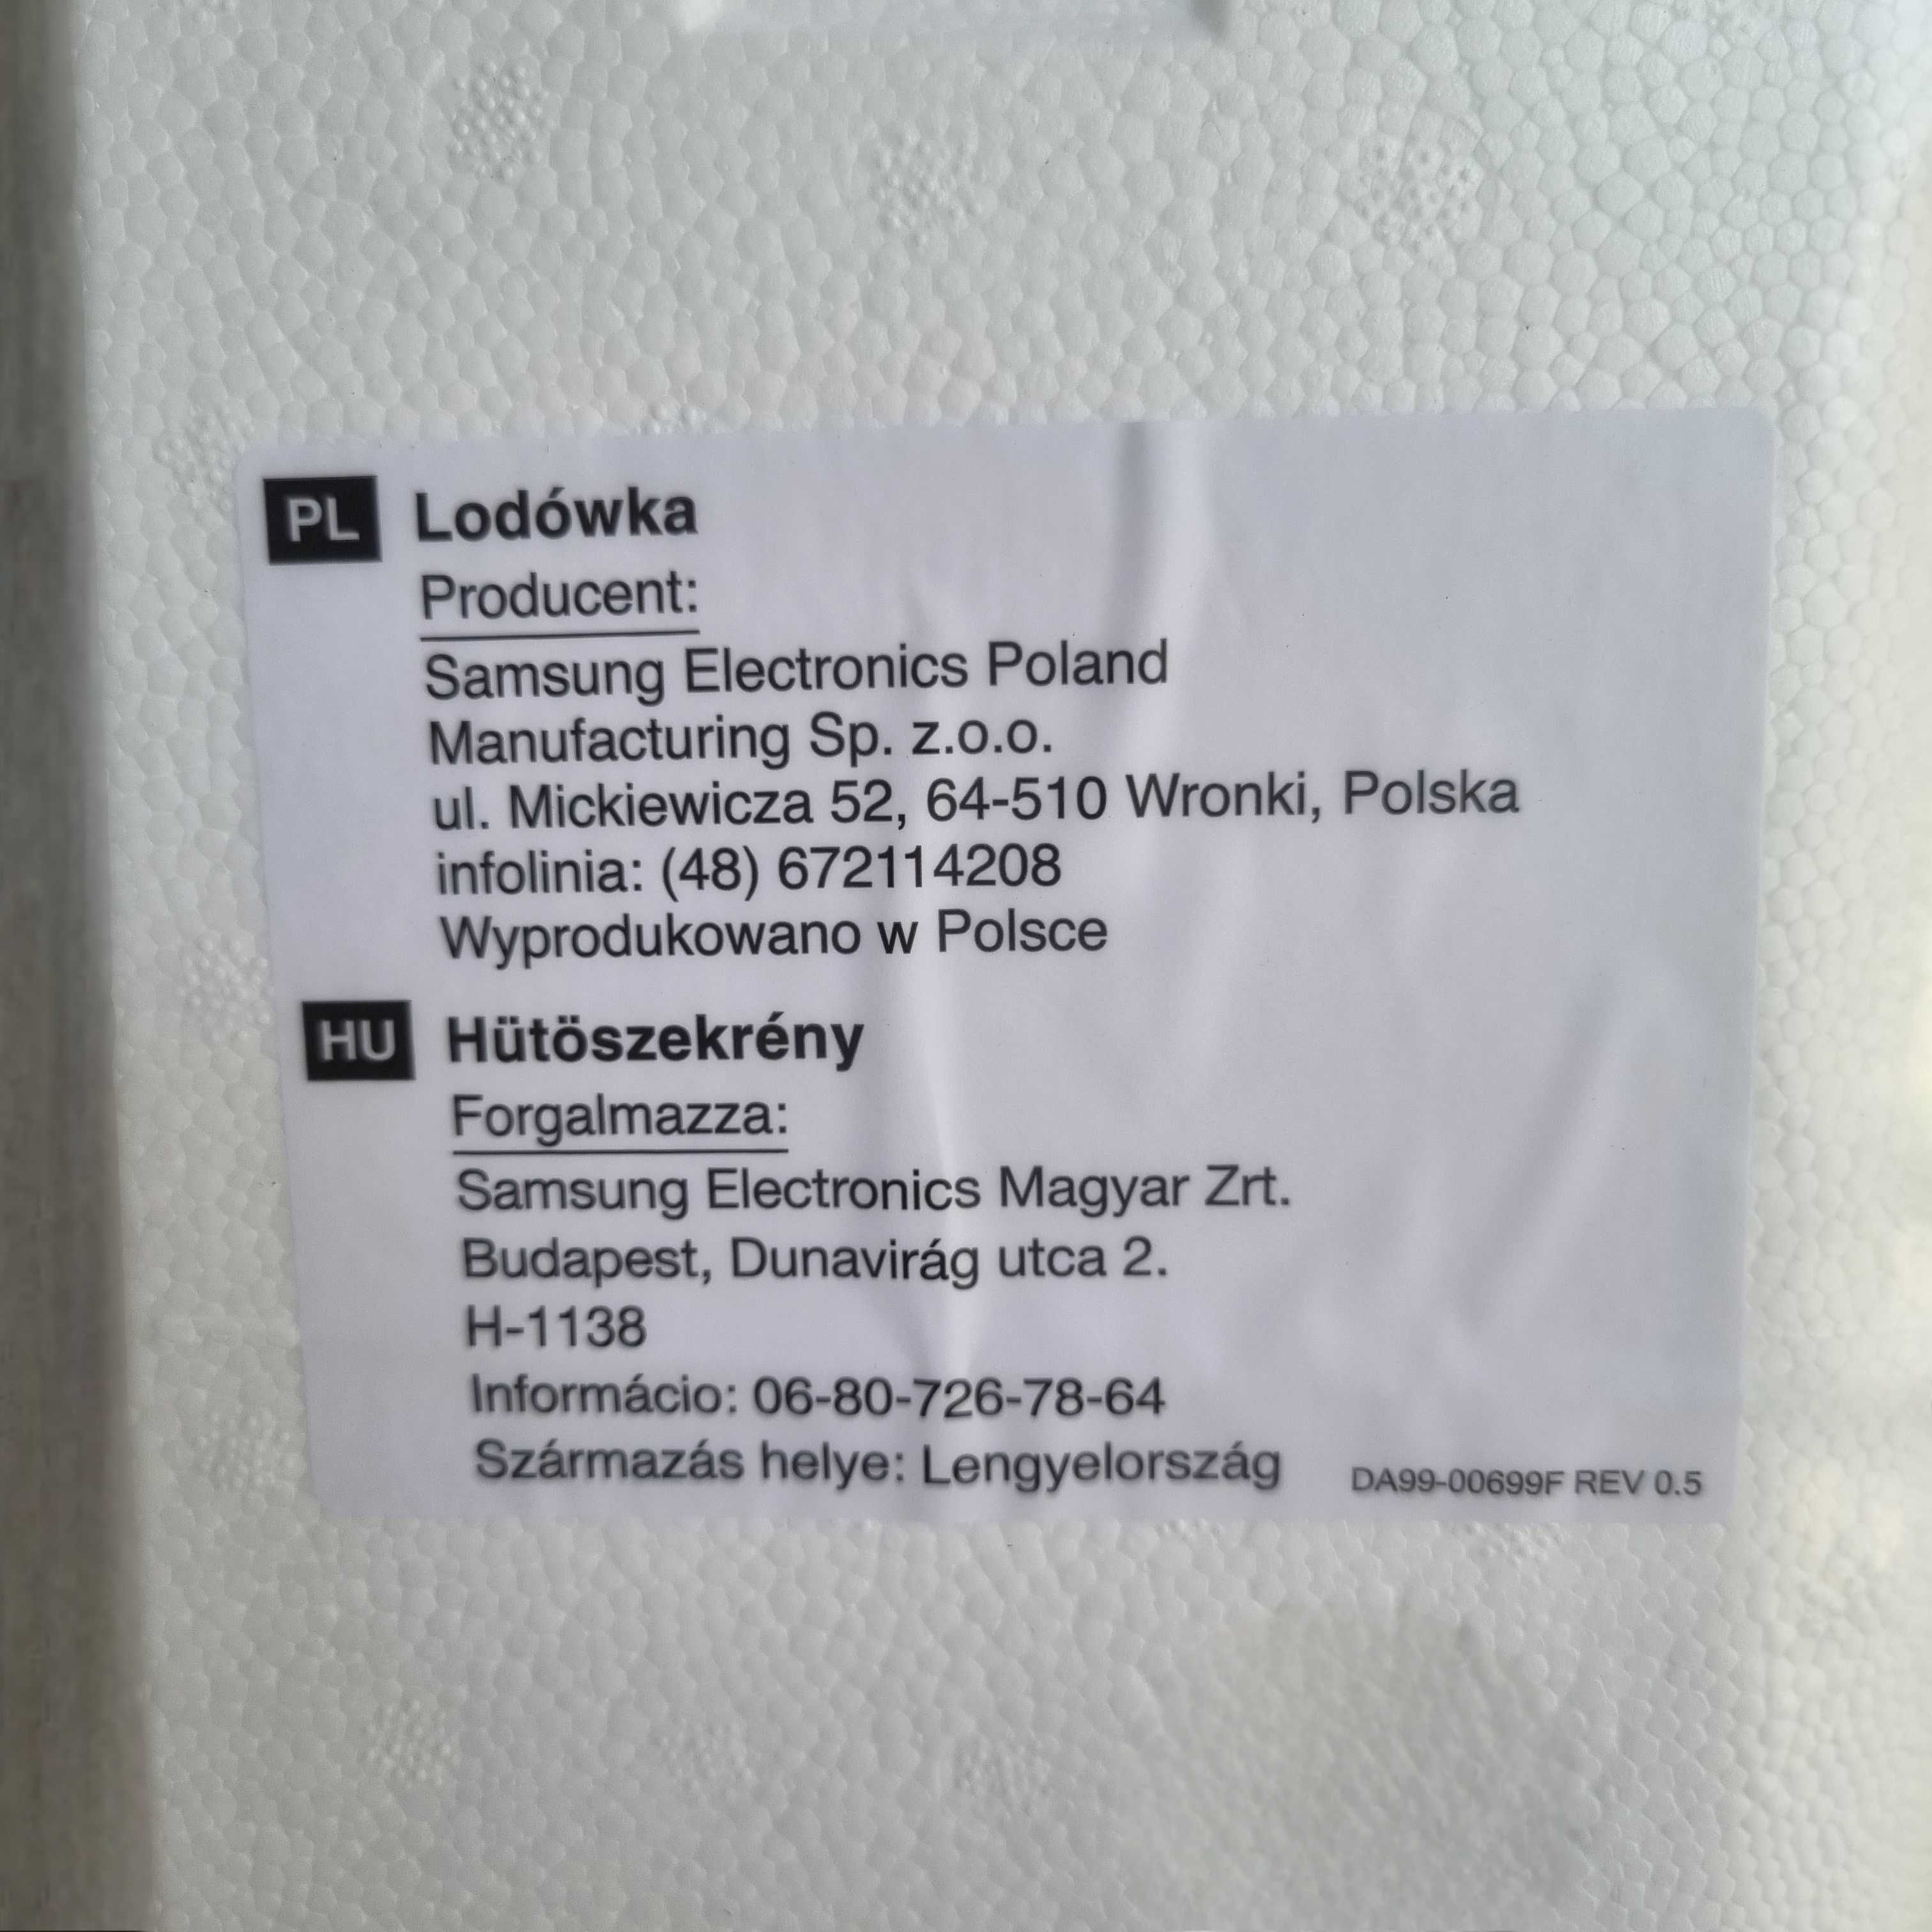 PL Lodówka
Producent:
Samsung Electronics Poland
Manufacturing Sp. z.o.o.
ul. Mickiewicza 52, 64-510 Wronki, Polska
infolinia: (48) 672114208
Wyprodukowano w Polsce
HU Hütöszekrény
Forgalmazza:
Samsung Electronics Magyar Zrt.
Budapest, Dunavirág utca 2.
H-1138
Információ: 06-80-726-78-64
Származás helye: Lengyelország
DA99-00699F REV 0.5